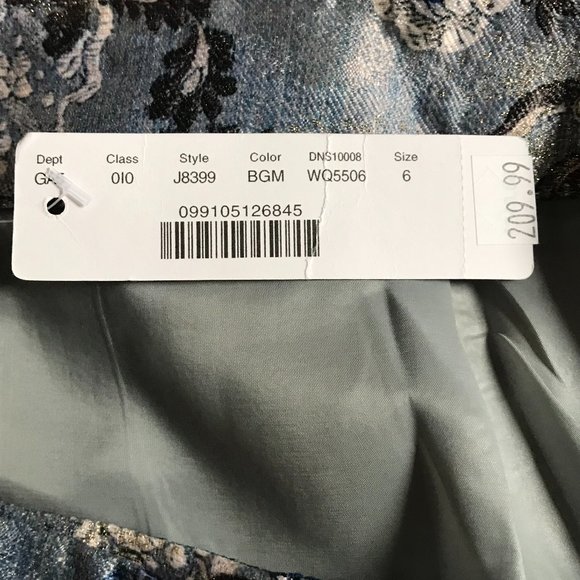 Dept Class Style Color DNS10008 Size
0I0 J8399 BGM WQ5506 6
099105126845
209.99